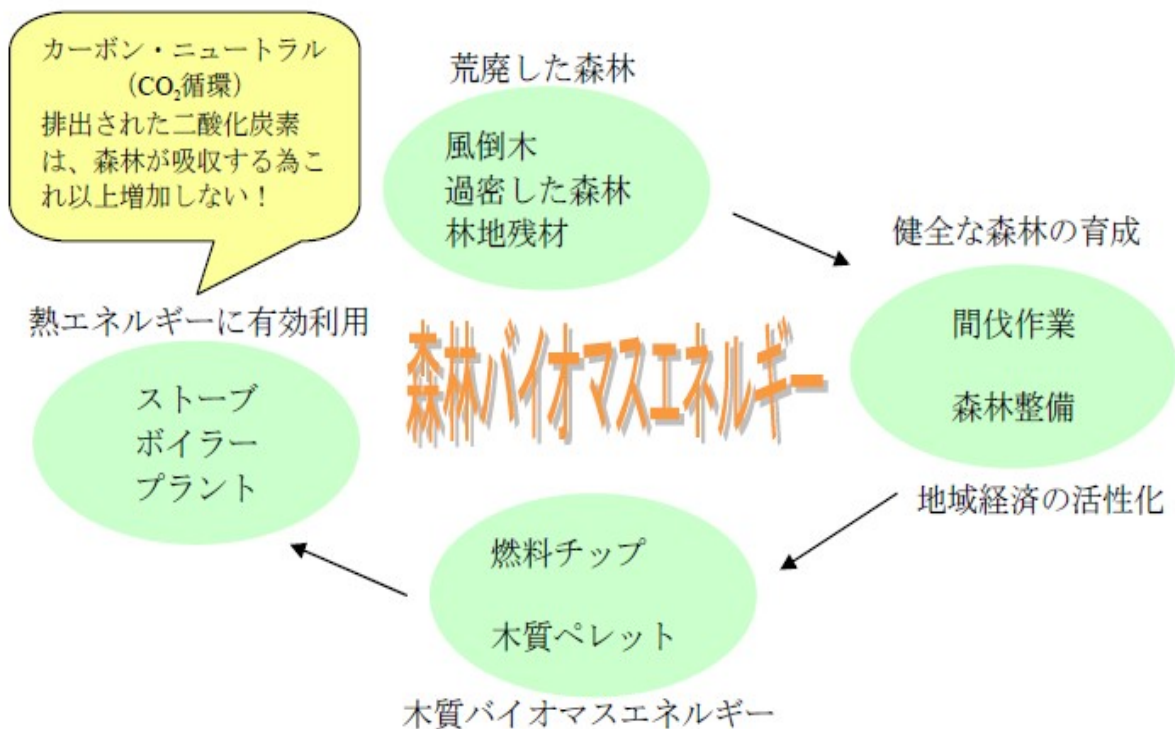 カーボン・ニュートラル
（CO₂循環）
排出された二酸化炭素
は、森林が吸収する為こ
れ以上増加しない！
荒廃した森林
風倒木
過密した森林
林地残材
健全な森林の育成
間伐作業
森林整備
地域経済の活性化
熱エネルギーに有効利用
ストーブ
ボイラー
プラント
森林バイオマスエネルギー
燃料チップ
木質ペレット
木質バイオマスエネルギー